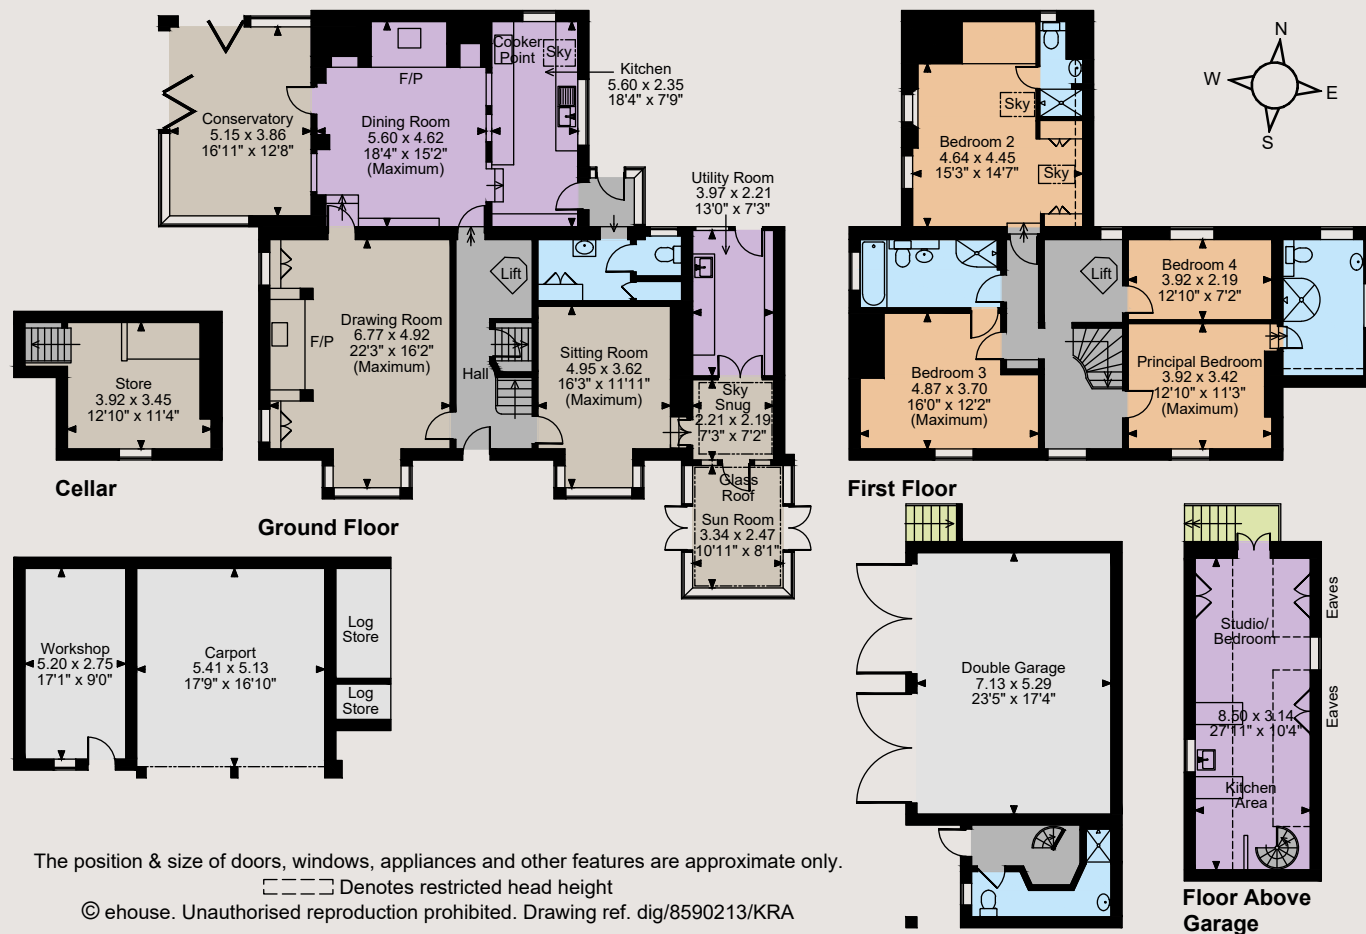 Conservatory
5.15 x 3.86
16'11" x 12'8"
F/P
Dining Room
5.60 x 4.62
18'4" x 15'2"
(Maximum)
Cooker
Point
Sky
Kitchen
5.60 x 2.35
18'4" x 7'9"
Utility Room
3.97 x 2.21
13'0" x 7'3"
Lift
Drawing Room
6.77 x 4.92
22'3" x 16'2"
(Maximum)
F/P
Hall
Sitting Room
4.95 x 3.62
16'3" x 11'11"
(Maximum)
Sky
Snug
2.21 x 2.19
7'3" x 7'2"
Glass
Roof
Sun Room
3.34 x 2.47
10'11" x 8'1"
Ground Floor
Store
3.92 x 3.45
12'10" x 11'4"
Cellar
N
W
E
S
Sky
Bedroom 2
4.64 x 4.45
15'3" x 14'7"
Sky
Lift
Bedroom 4
3.92 x 2.19
12'10" x 7'2"
Principal Bedroom
3.92 x 3.42
12'10" x 11'3"
(Maximum)
Bedroom 3
4.87 x 3.70
16'0" x 12'2"
(Maximum)
First Floor
Workshop
5.20 x 2.75
17'1" x 9'0"
Carport
5.41 x 5.13
17'9" x 16'10"
Log
Store
Log
Store
Double Garage
7.13 x 5.29
23'5" x 17'4"
Studio/
Bedroom
Eaves
Eaves
8.50 x 3.14
27'11" x 10'4"
Kitchen
Area
Floor Above
Garage
The position & size of doors, windows, appliances and other features are approximate only.
Denotes restricted head height
© ehouse. Unauthorised reproduction prohibited. Drawing ref. dig/8590213/KRA